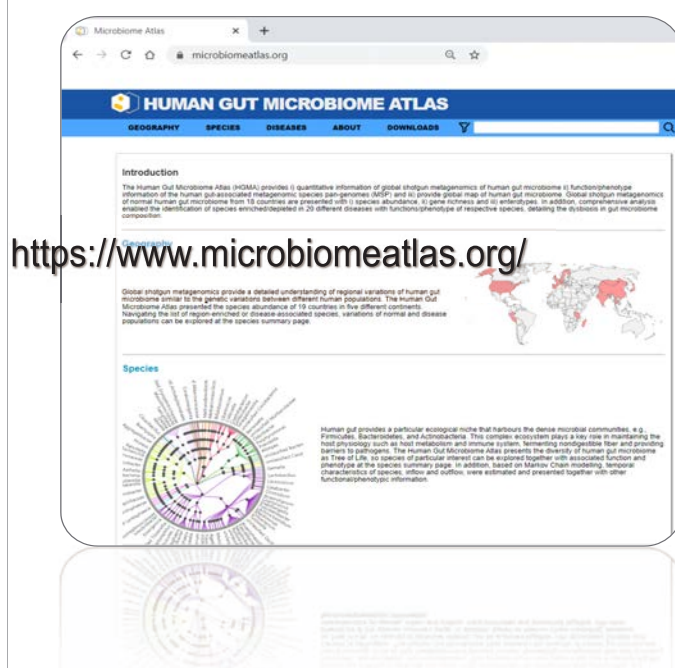 Microbiome Atlas
microbiomeatlas.org
HUMAN GUT MICROBIOME ATLAS
GEOGRAPHY SPECIES DISEASES ABOUT DOWNLOADS
Introduction
The Human Gut Microbiome Atlas (HGMA) provides i) quantitative information of global shotgun metagenomics of human gut microbiome ii) function/phenotype
information of the human gut-associated metagenomic species pan-genomes (MSP) and iii) provide global map of human gut microbiome. Global shotgun metagenomics
of normal human gut microbiome from 18 countries are presented with i) species abundance, ii) gene richness and iii) enterotypes. In addition, comprehensive analysis
enabled the identification of species enriched/depleted in 20 different diseases with functions/phenotype of respective species, detailing the dysbiosis in gut microbiome
composition.
Geography
https://www.microbiomeatlas.org/
Global shotgun metagenomics provide a detailed understanding of regional variations of human gut
microbiome similar to the genetic variations between different human populations. The Human Gut
Microbiome Atlas presented the species abundance of 19 countries in five different continents.
Navigating the list of region-enriched or disease-associated species, variations of normal and disease
populations can be explored at the species summary page.
Species
Human gut provides a particular ecological niche that harbours the dense microbial communities, e.g.,
Firmicutes, Bacteroidetes, and Actinobacteria. This complex ecosystem plays a key role in maintaining the
host physiology such as host metabolism and immune system, fermenting nondigestible fiber and providing
barriers to pathogens. The Human Gut Microbiome Atlas presents the diversity of human gut microbiome
as Tree of Life, so species of particular interest can be explored together with associated function and
phenotype at the species summary page. In addition, based on Markov Chain modelling, temporal
characteristics of species, inflow and outflow, were estimated and presented together with other
functional/phenotypic information.